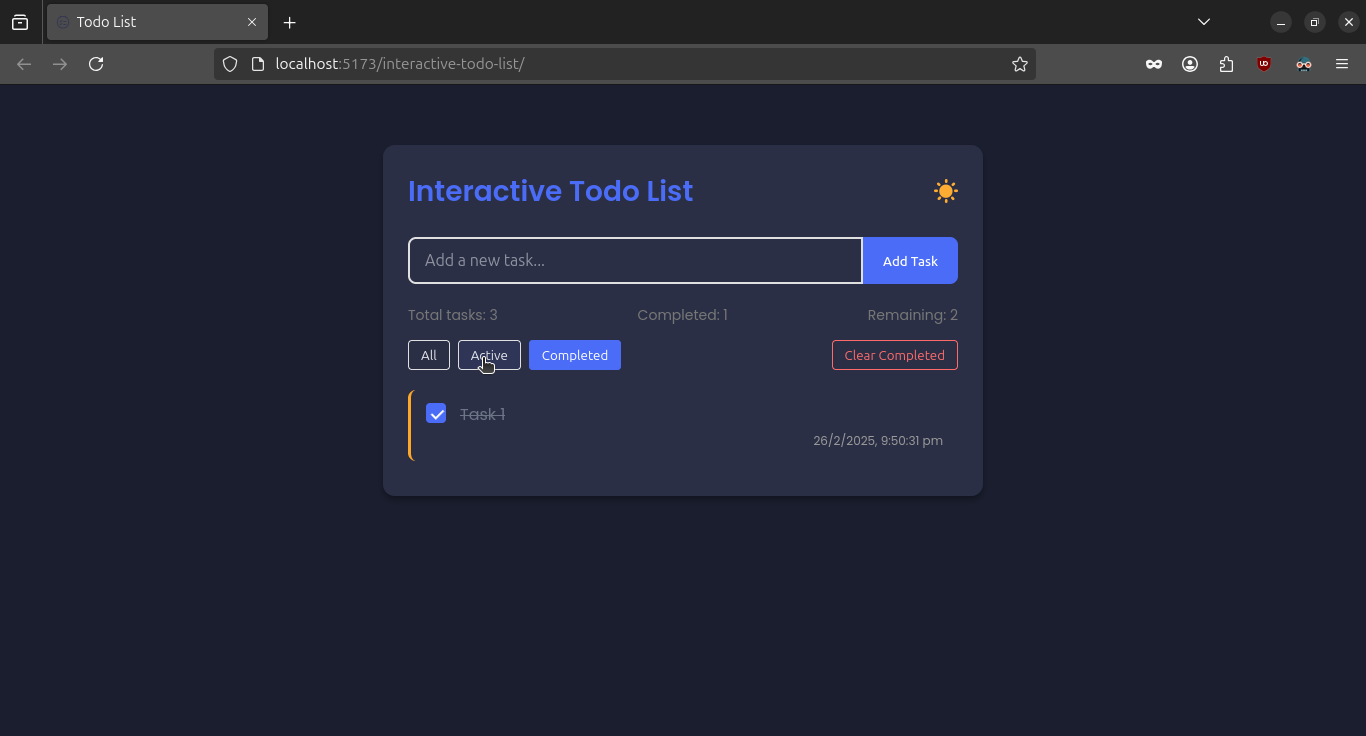 Todo List
localhost:5173/interactive-todo-list/
Interactive Todo List
Add a new task...
Add Task
Total tasks: 3 Completed: 1 Remaining: 2
All Active Completed Clear Completed
Task 1
26/2/2025, 9:50:31 pm